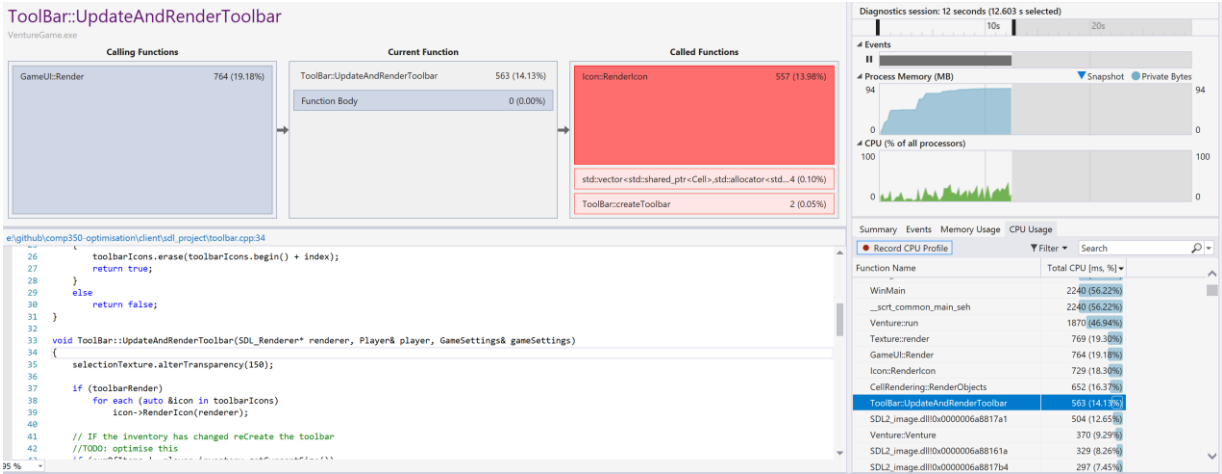 ToolBar::UpdateAndRenderToolbar
VentureGame.exe
Calling Functions
Current Function
Called Functions
GameUI::Render 764 (19.18%)
ToolBar::UpdateAndRenderToolbar 563 (14.13%)
Function Body 0 (0.00%)
Icon::RenderIcon 557 (13.98%)
std::vector<std::shared_ptr<Cell>,std::allocator<std...4 (0.10%)
ToolBar::createToolbar 2 (0.05%)
e:\github\comp350-optimisation\client\sdl_project\toolbar.cpp:34
25 {
26 toolbarIcons.erase(toolbarIcons.begin() + index);
27 return true;
28 }
29 else
30 return false;
31 }
32
33 void ToolBar::UpdateAndRenderToolbar(SDL_Renderer* renderer, Player& player, GameSettings& gameSettings)
34 {
35 selectionTexture.alterTransparency(150);
36
37 if (toolbarRender)
38 for each (auto &icon in toolbarIcons)
39 icon->RenderIcon(renderer);
40
41 // IF the inventory has changed reCreate the toolbar
42 //TODO: optimise this
95 %
Diagnostics session: 12 seconds (12.603 s selected)
10s 20s
Events
Process Memory (MB) Snapshot Private Bytes
94 94
0 0
CPU (% of all processors)
100 100
0 0
Summary Events Memory Usage CPU Usage
Record CPU Profile Filter Search
Function Name Total CPU [ms, %]
WinMain 2240 (56.22%)
__scrt_common_main_seh 2240 (56.22%)
Venture::run 1870 (46.94%)
Texture::render 769 (19.30%)
GameUI::Render 764 (19.18%)
Icon::RenderIcon 729 (18.30%)
CellRendering::RenderObjects 652 (16.37%)
ToolBar::UpdateAndRenderToolbar 563 (14.13%)
SDL2_image.dll!0x0000006a8817a1 504 (12.65%)
Venture::Venture 370 (9.29%)
SDL2_image.dll!0x0000006a88161a 329 (8.26%)
SDL2_image.dll!0x0000006a8817b4 297 (7.45%)